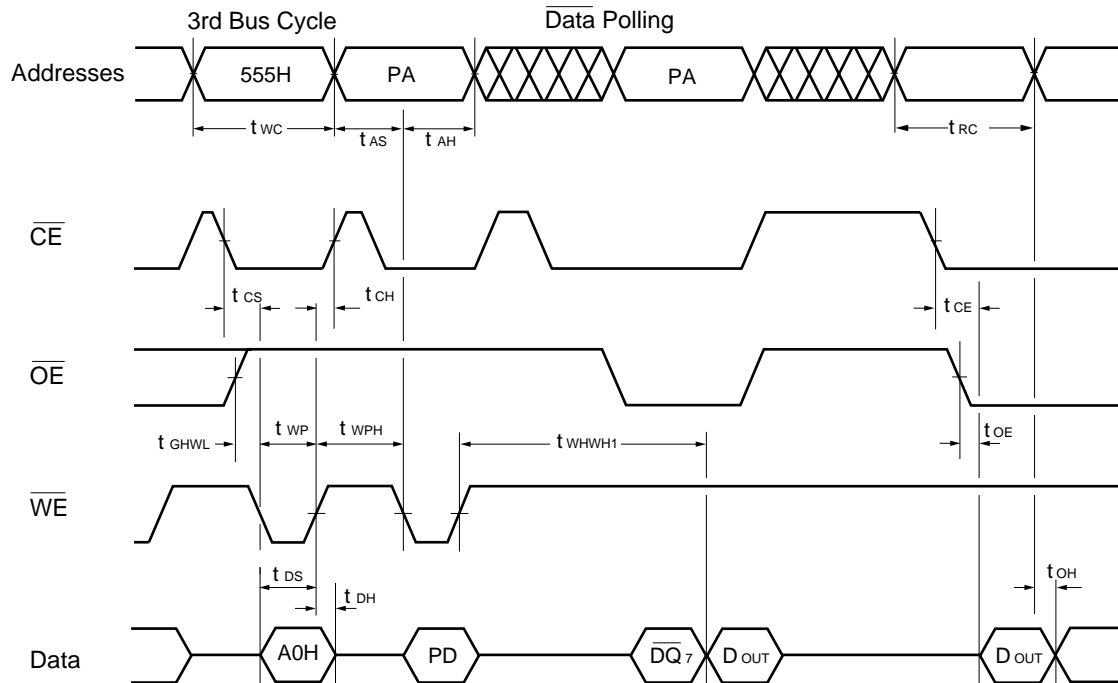 3rd Bus Cycle
Data Polling
Addresses
555H
PA
PA
t WC
t AS
t AH
t RC
CE
t CS
t CH
t CE
OE
t GHWL
t WP
t WPH
t WHWH1
t OE
WE
t DS
t DH
t OH
Data
A0H
PD
DQ 7
D OUT
D OUT